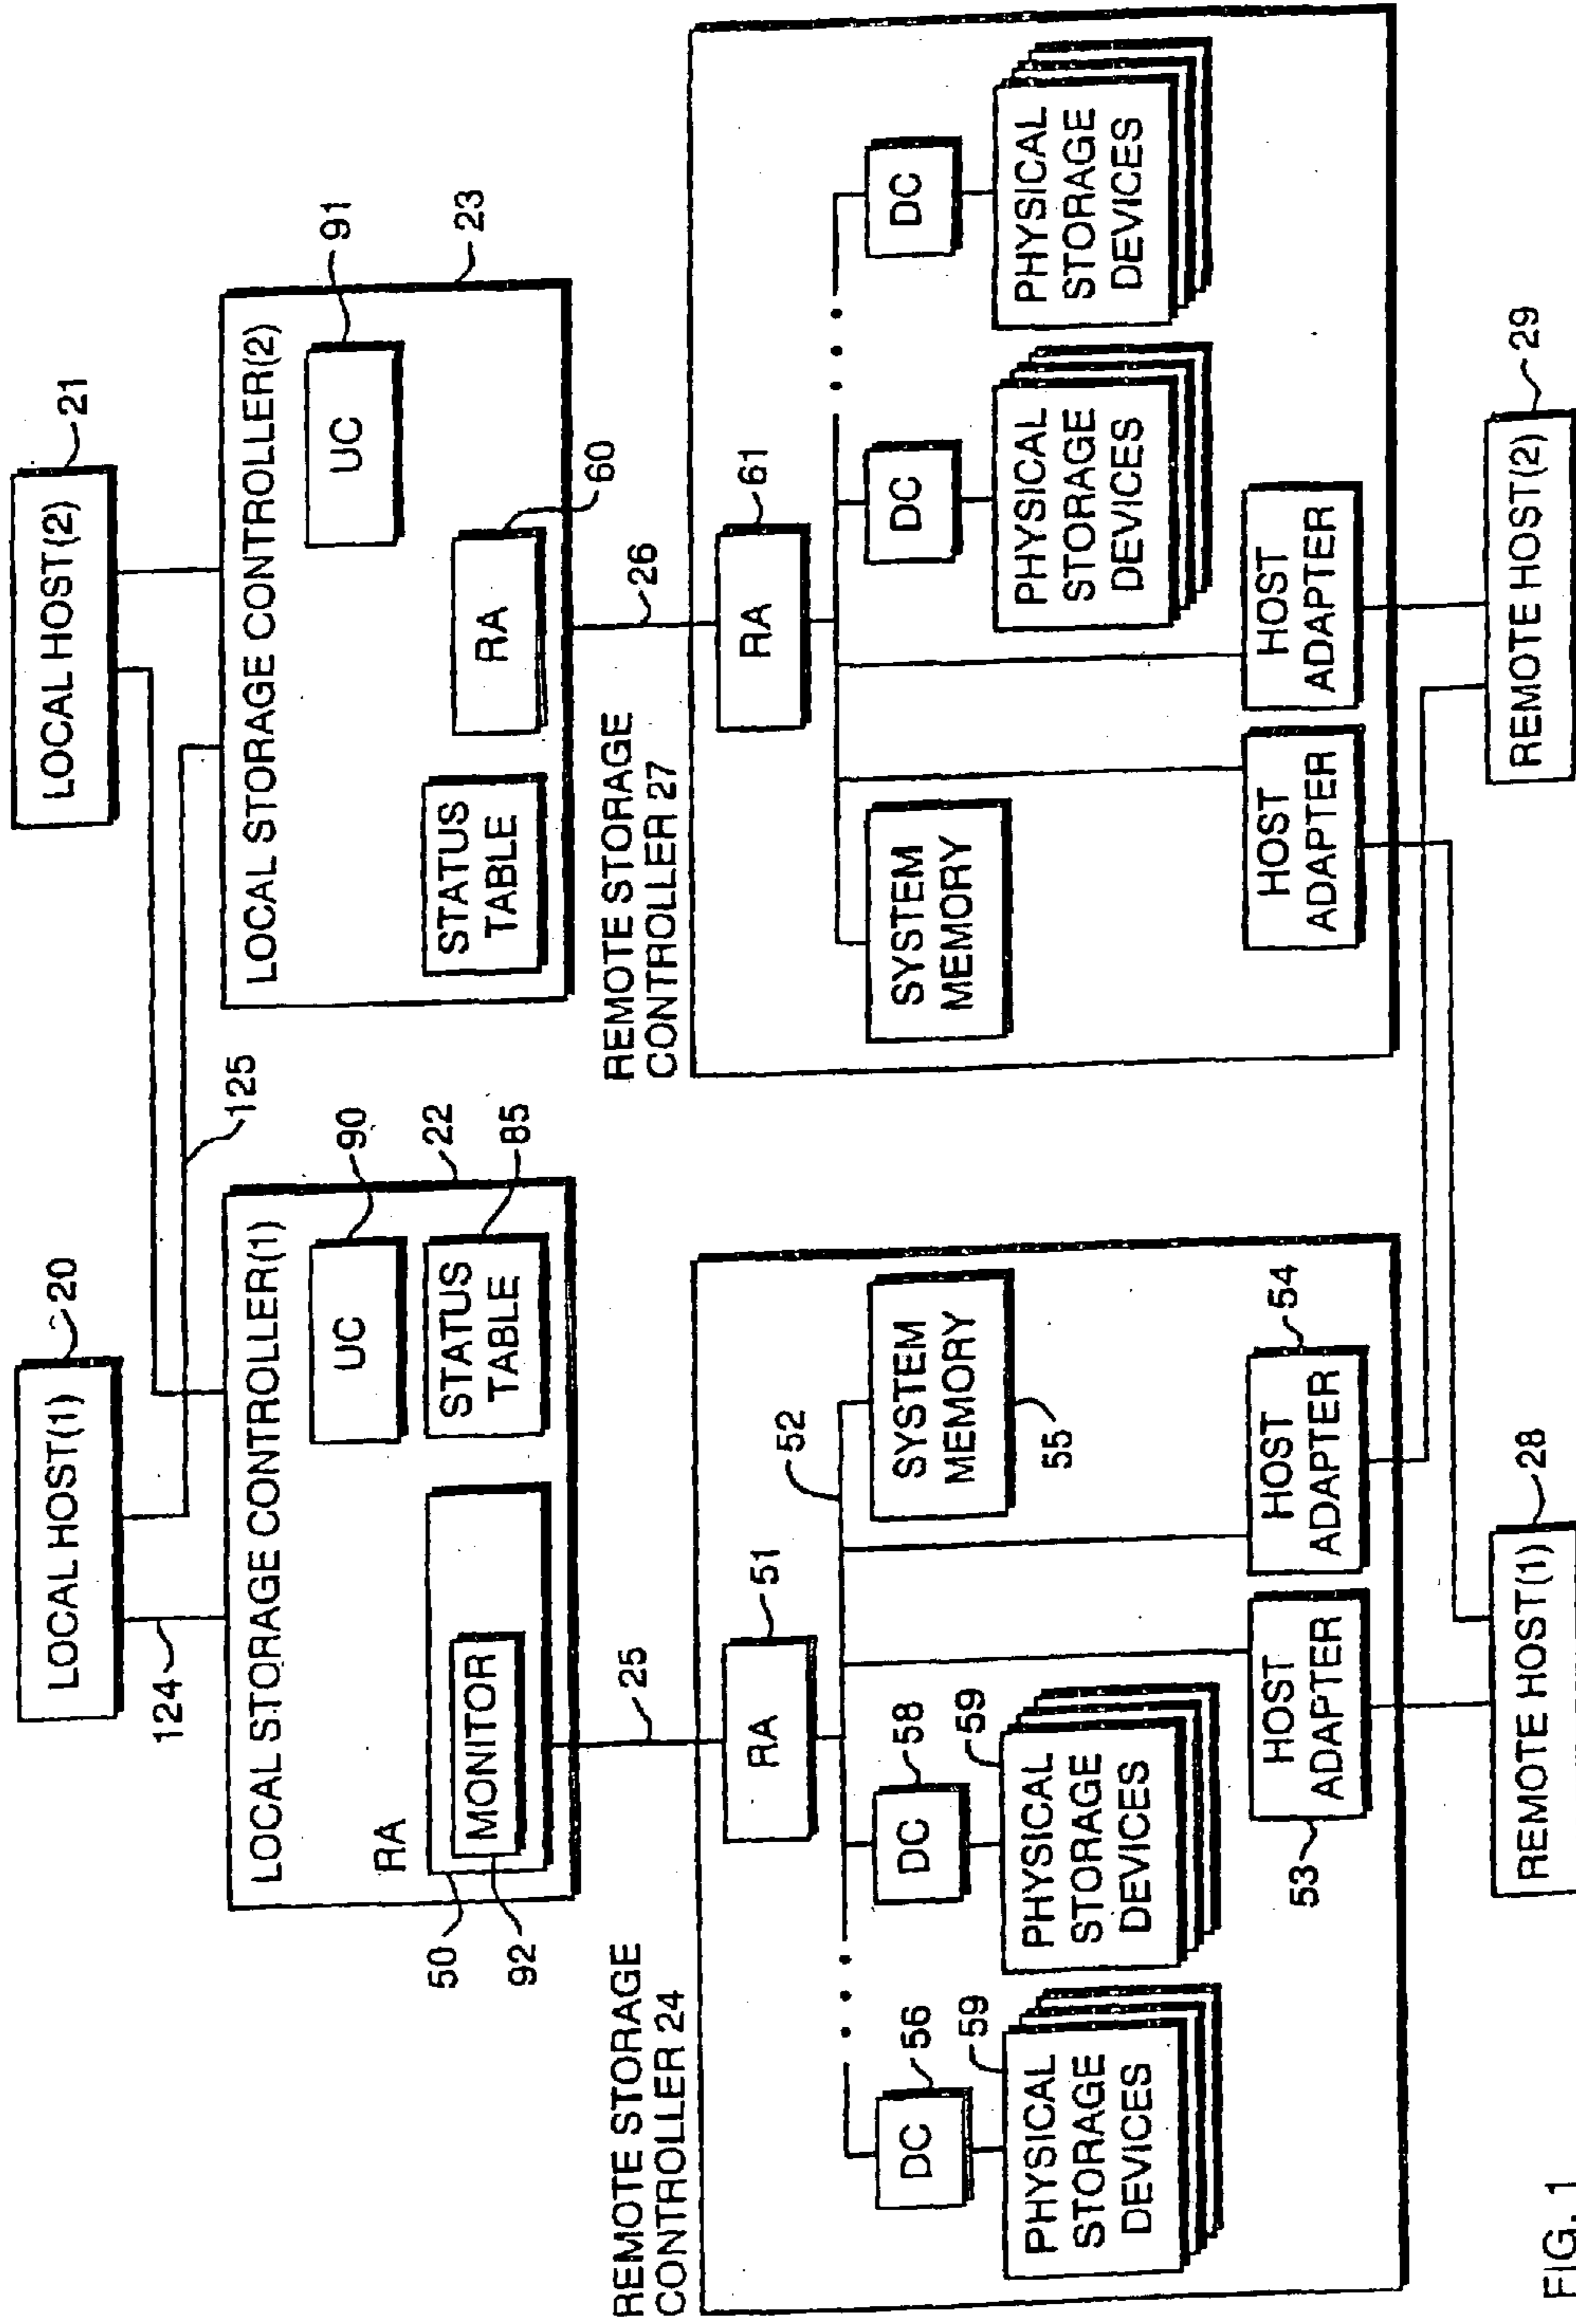 LOCAL HOST(1)
20
LOCAL HOST(2)
21
124
125
LOCAL STORAGE CONTROLLER(1)
UC
90
22
RA
MONITOR
STATUS
TABLE
85
50
92
LOCAL STORAGE CONTROLLER(2)
UC
91
23
STATUS
TABLE
RA
60
REMOTE STORAGE
CONTROLLER 24
25
RA
51
52
DC
56
DC
58
SYSTEM
MEMORY
55
PHYSICAL
STORAGE
DEVICES
59
PHYSICAL
STORAGE
DEVICES
59
HOST
ADAPTER
53
HOST
ADAPTER
54
REMOTE STORAGE
CONTROLLER 27
26
RA
61
SYSTEM
MEMORY
DC
DC
PHYSICAL
STORAGE
DEVICES
PHYSICAL
STORAGE
DEVICES
HOST
ADAPTER
HOST
ADAPTER
REMOTE HOST(1)
28
REMOTE HOST(2)
29
FIG. 1